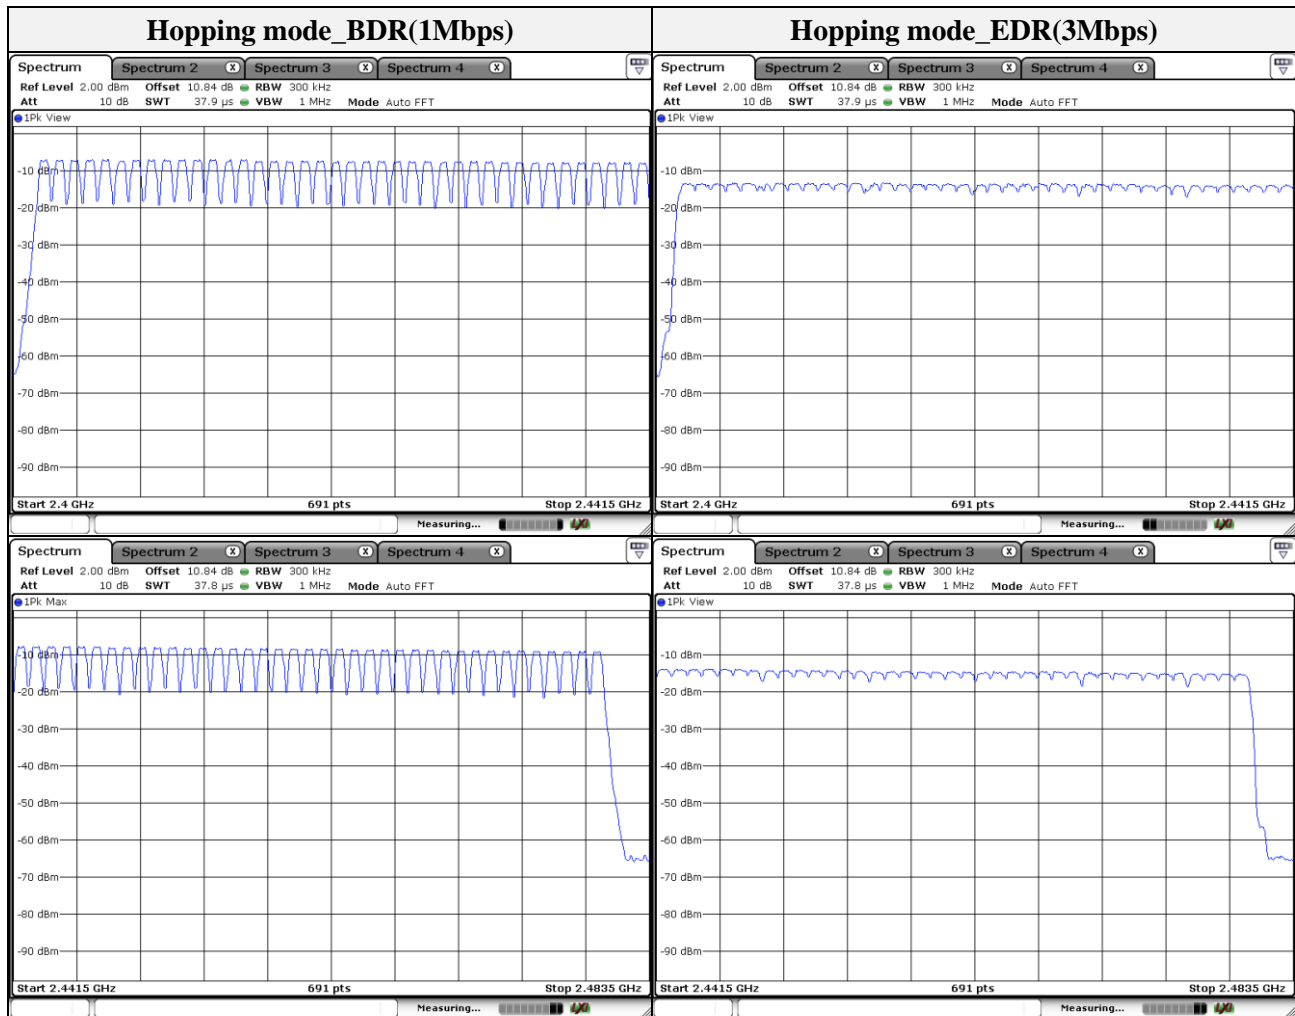 Hopping mode_BDR(1Mbps)
Hopping mode_EDR(3Mbps)
Spectrum Spectrum 2 X Spectrum 3 X Spectrum 4 X
Ref Level 2.00 dBm Offset 10.84 dB RBW 300 kHz
Att 10 dB SWT 37.9 µs VBW 1 MHz Mode Auto FFT
1Pk View
-10 dBm
-20 dBm
-30 dBm
-40 dBm
-50 dBm
-60 dBm
-70 dBm
-80 dBm
-90 dBm
Start 2.4 GHz 691 pts Stop 2.4415 GHz
Measuring... LXI
Spectrum Spectrum 2 X Spectrum 3 X Spectrum 4 X
Ref Level 2.00 dBm Offset 10.84 dB RBW 300 kHz
Att 10 dB SWT 37.9 µs VBW 1 MHz Mode Auto FFT
1Pk View
-10 dBm
-20 dBm
-30 dBm
-40 dBm
-50 dBm
-60 dBm
-70 dBm
-80 dBm
-90 dBm
Start 2.4 GHz 691 pts Stop 2.4415 GHz
Measuring... LXI
Spectrum Spectrum 2 X Spectrum 3 X Spectrum 4 X
Ref Level 2.00 dBm Offset 10.84 dB RBW 300 kHz
Att 10 dB SWT 37.8 µs VBW 1 MHz Mode Auto FFT
1Pk Max
-10 dBm
-20 dBm
-30 dBm
-40 dBm
-50 dBm
-60 dBm
-70 dBm
-80 dBm
-90 dBm
Start 2.4415 GHz 691 pts Stop 2.4835 GHz
Measuring... LXI
Spectrum Spectrum 2 X Spectrum 3 X Spectrum 4 X
Ref Level 2.00 dBm Offset 10.84 dB RBW 300 kHz
Att 10 dB SWT 37.8 µs VBW 1 MHz Mode Auto FFT
1Pk View
-10 dBm
-20 dBm
-30 dBm
-40 dBm
-50 dBm
-60 dBm
-70 dBm
-80 dBm
-90 dBm
Start 2.4415 GHz 691 pts Stop 2.4835 GHz
Measuring... LXI